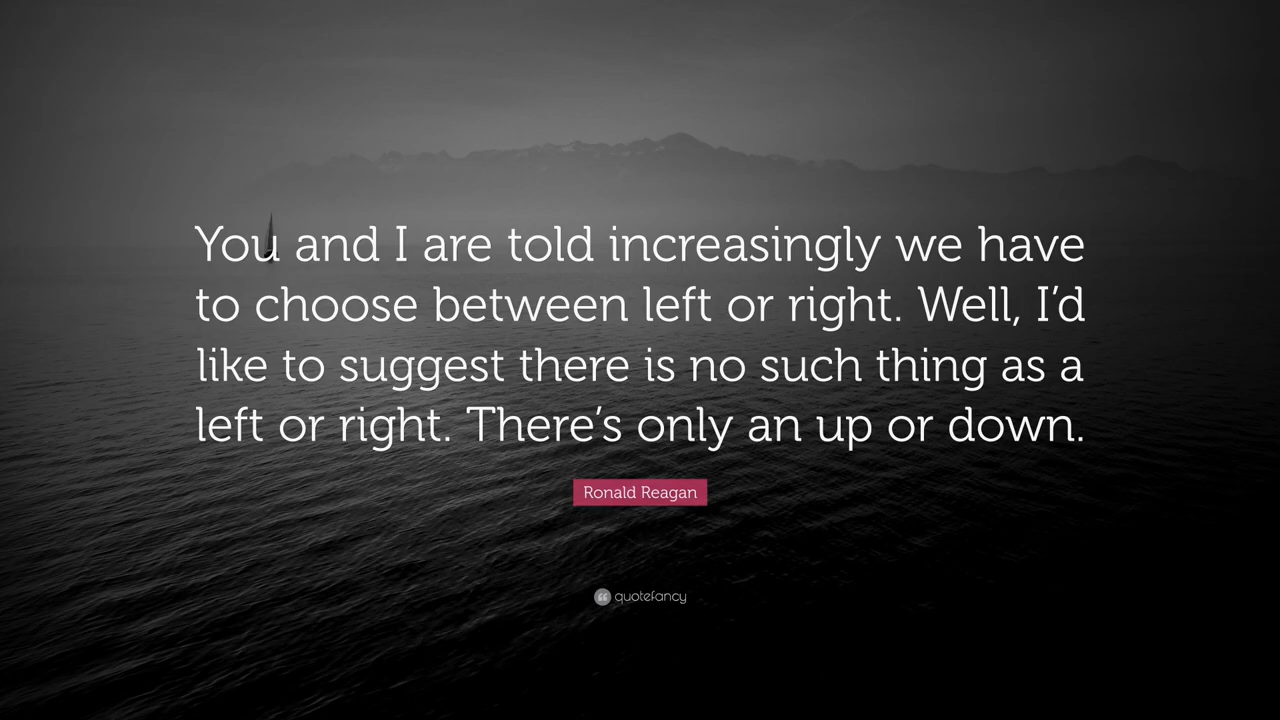 You and I are told increasingly we have
to choose between left or right. Well, I’d
like to suggest there is no such thing as a
left or right. There’s only an up or down.
Ronald Reagan
quotefancy